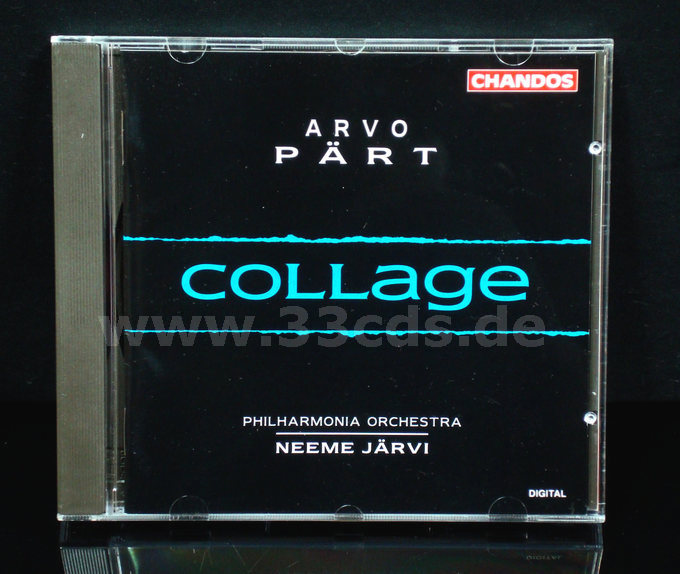 CHANDOS
ARVO
PÄRT
COLLage
www.33cds.de
PHILHARMONIA ORCHESTRA
NEEME JÄRVI
DIGITAL